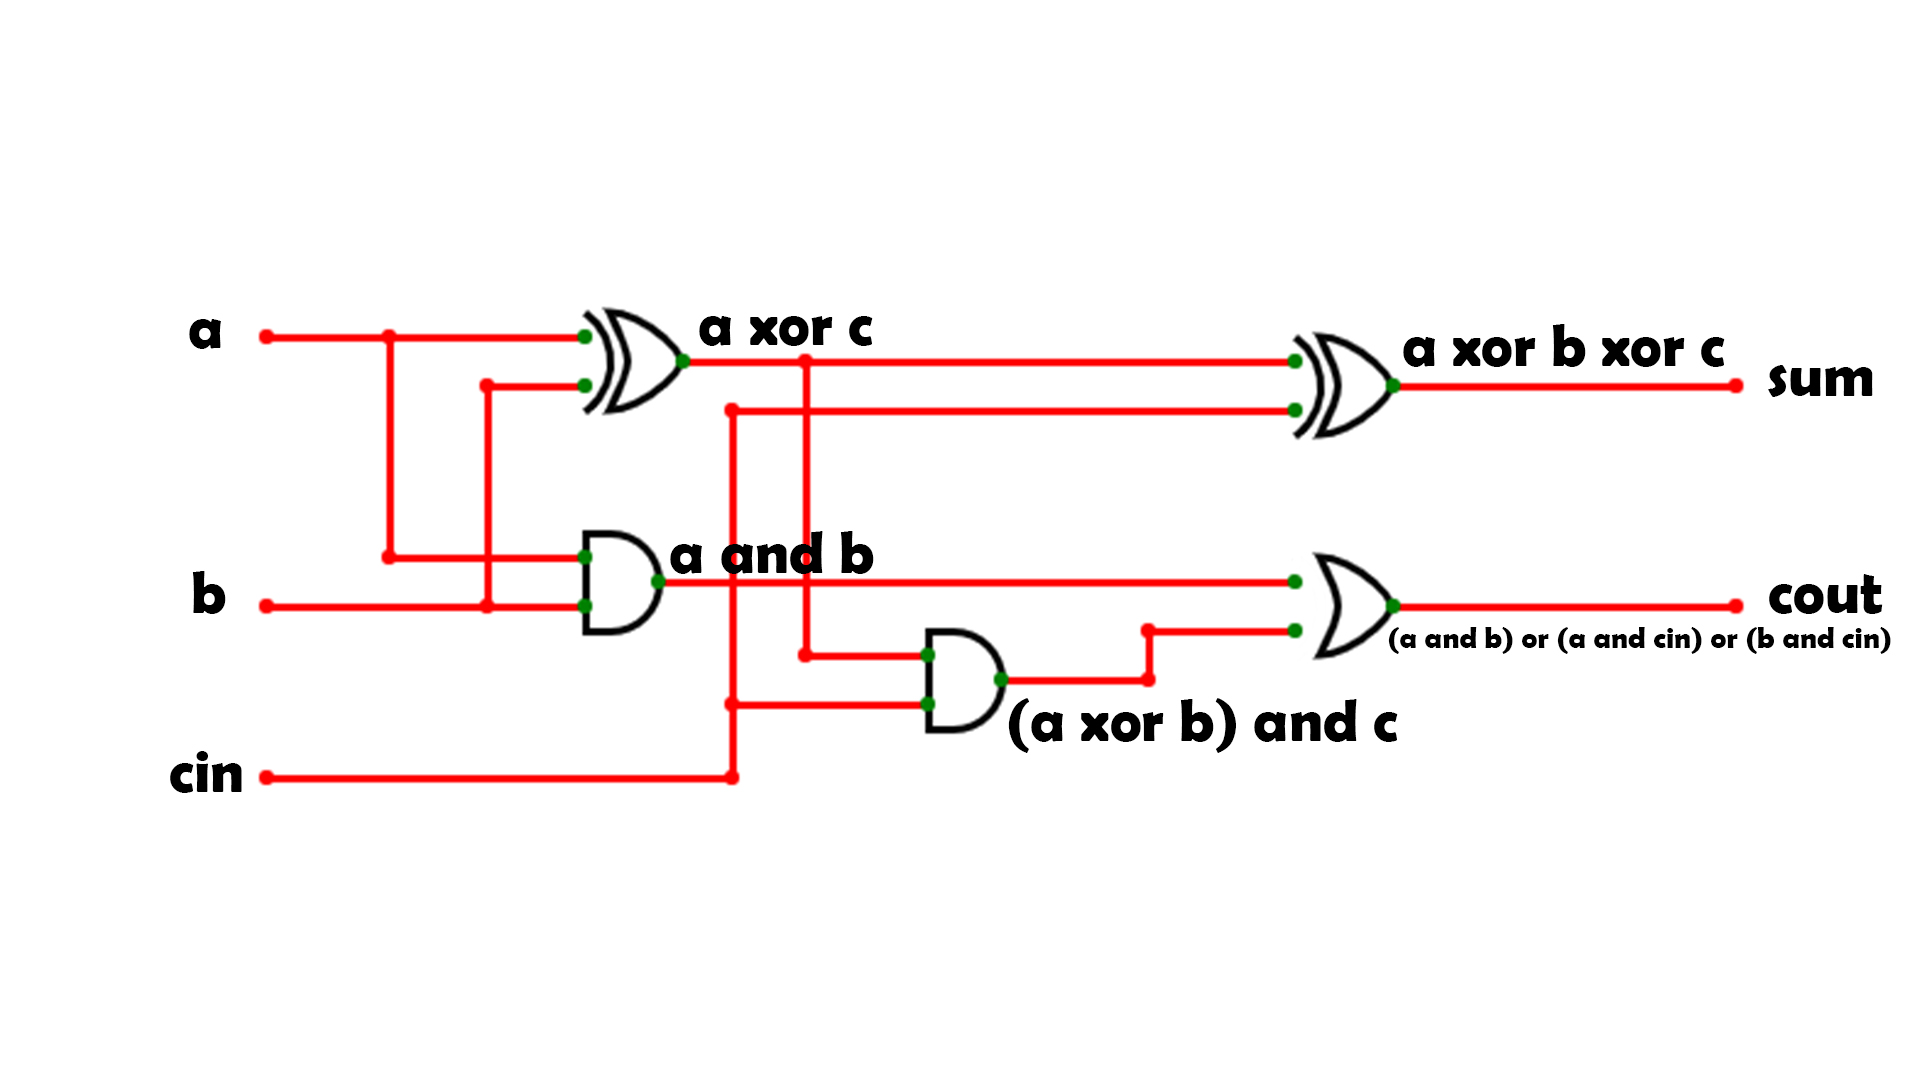 a
a xor c
a xor b xor c
sum
a and b
b
cout
(a and b) or (a and cin) or (b and cin)
(a xor b) and c
cin